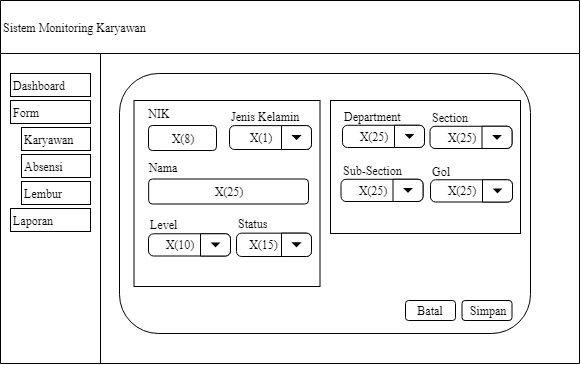 Sistem Monitoring Karyawan
Dashboard
Form
Karyawan
Absensi
Lembur
Laporan
NIK Jenis Kelamin
X(8) X(1)
Nama
X(25)
Level Status
X(10) X(15)
Department Section
X(25) X(25)
Sub-Section Gol
X(25) X(25)
Batal Simpan